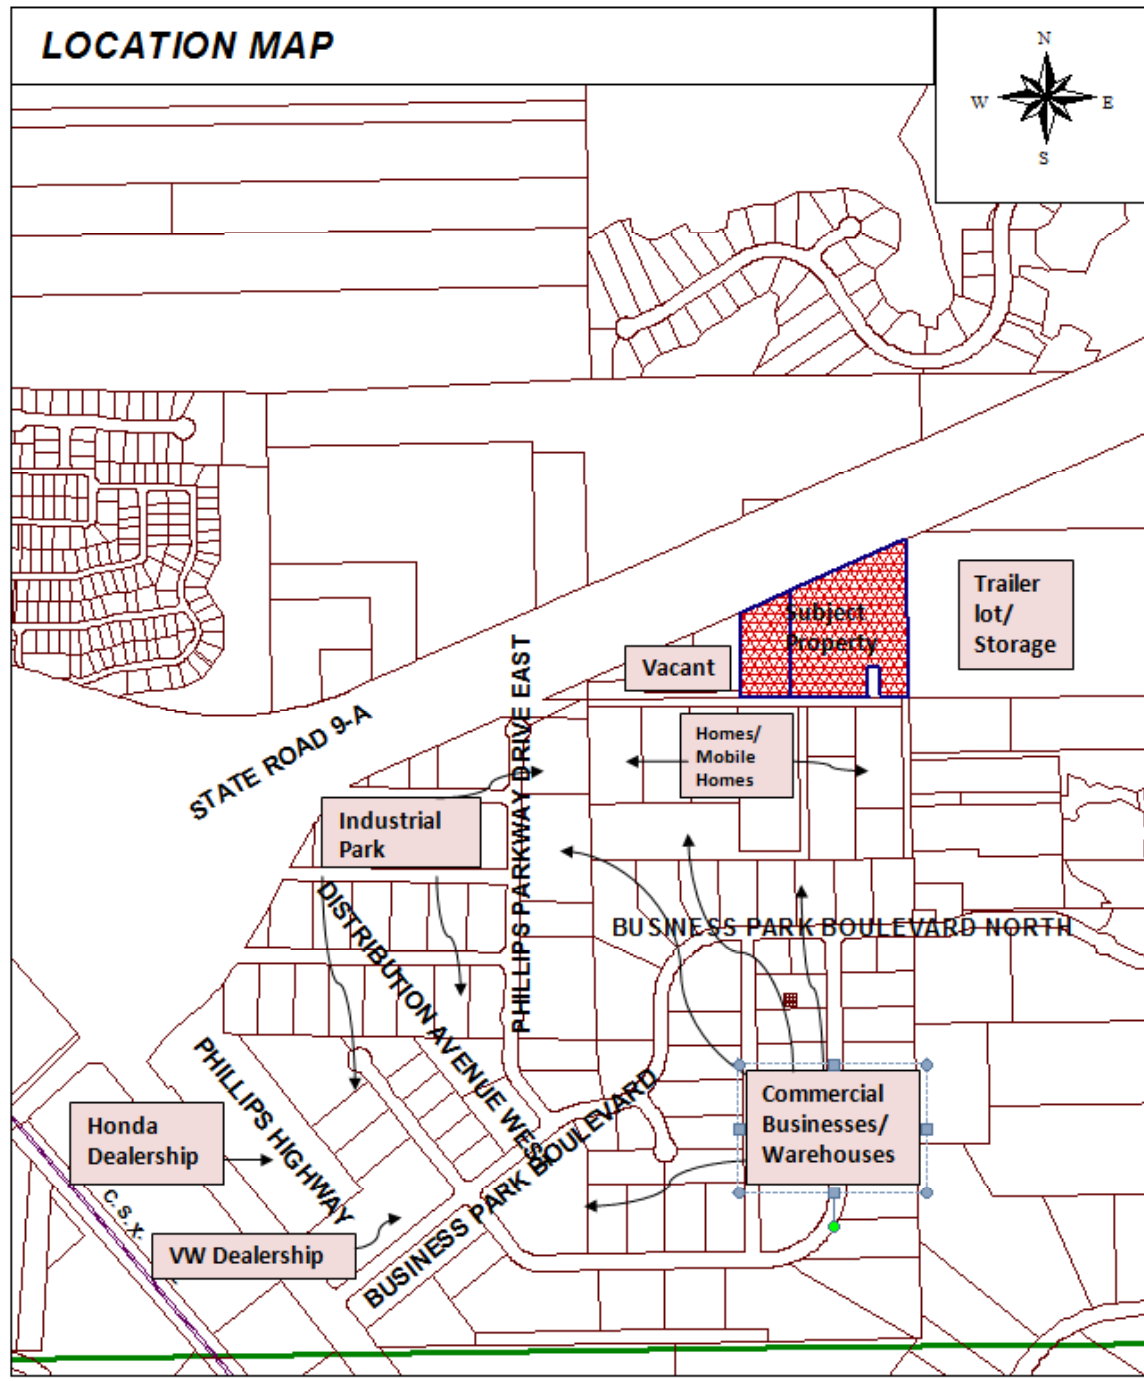 LOCATION MAP
N
W E
S
Subject
Property
Trailer
lot/
Storage
Vacant
Homes/
Mobile
Homes
STATE ROAD 9-A
PHILLIPS PARKWAY DRIVE EAST
Industrial
Park
DISTRIBUTION AVENUE WEST
BUSINESS PARK BOULEVARD NORTH
PHILLIPS HIGHWAY
Honda
Dealership
C.S.X.
VW Dealership
BUSINESS PARK BOULEVARD
Commercial
Businesses/
Warehouses